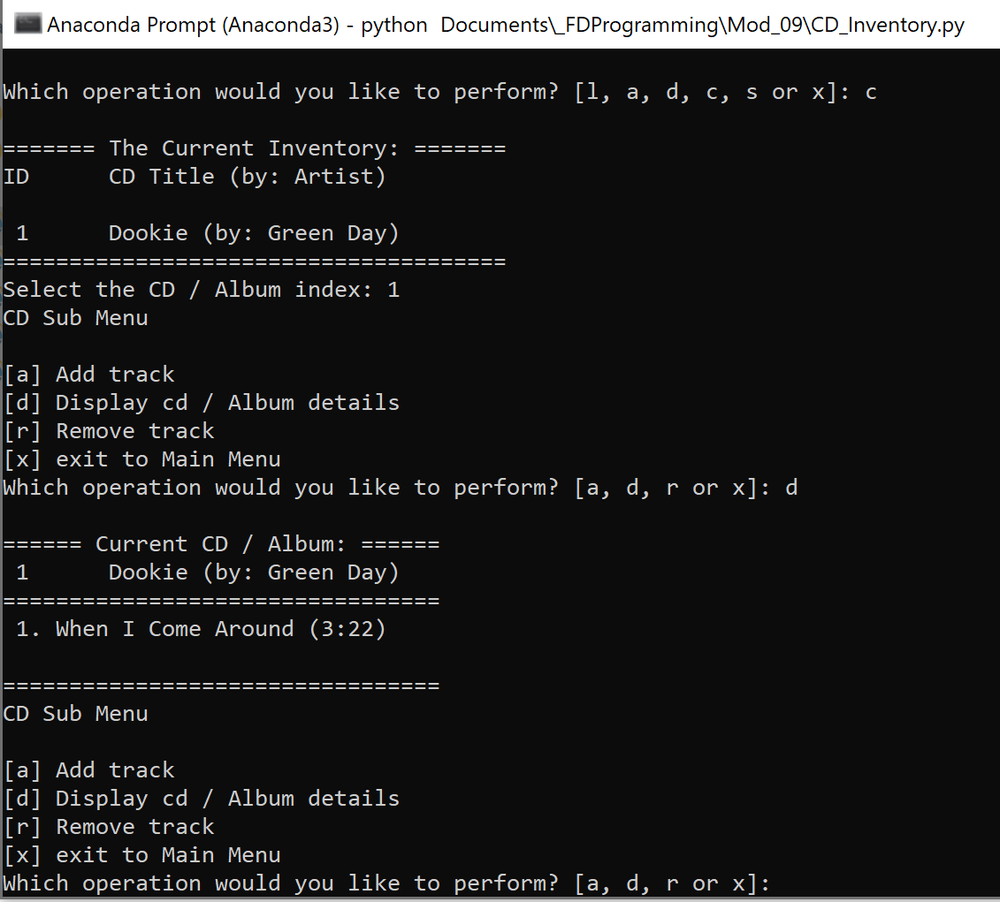 Anaconda Prompt (Anaconda3) - python  Documents\_FDProgramming\Mod_09\CD_Inventory.py
Which operation would you like to perform? [l, a, d, c, s or x]: c
======= The Current Inventory: =======
ID      CD Title (by: Artist)
1      Dookie (by: Green Day)
======================================
Select the CD / Album index: 1
CD Sub Menu
[a] Add track
[d] Display cd / Album details
[r] Remove track
[x] exit to Main Menu
Which operation would you like to perform? [a, d, r or x]: d
====== Current CD / Album: ======
1      Dookie (by: Green Day)
=================================
1. When I Come Around (3:22)
=================================
CD Sub Menu
[a] Add track
[d] Display cd / Album details
[r] Remove track
[x] exit to Main Menu
Which operation would you like to perform? [a, d, r or x]: